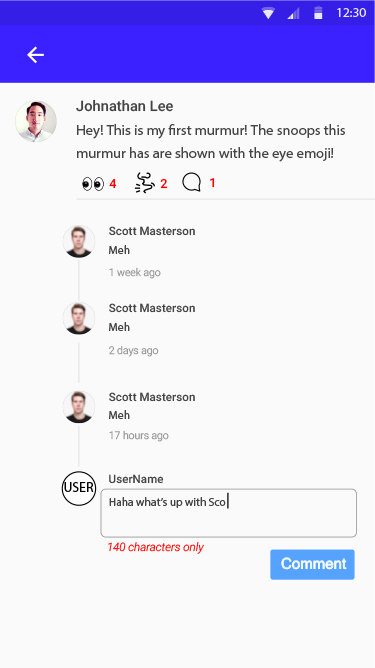 12:30
Johnathan Lee
Hey! This is my first murmur! The snoops this
murmur has are shown with the eye emoji!
4 2 1
Scott Masterson
Meh
1 week ago
Scott Masterson
Meh
2 days ago
Scott Masterson
Meh
17 hours ago
USER
UserName
Haha what's up with Sco
140 characters only
Comment